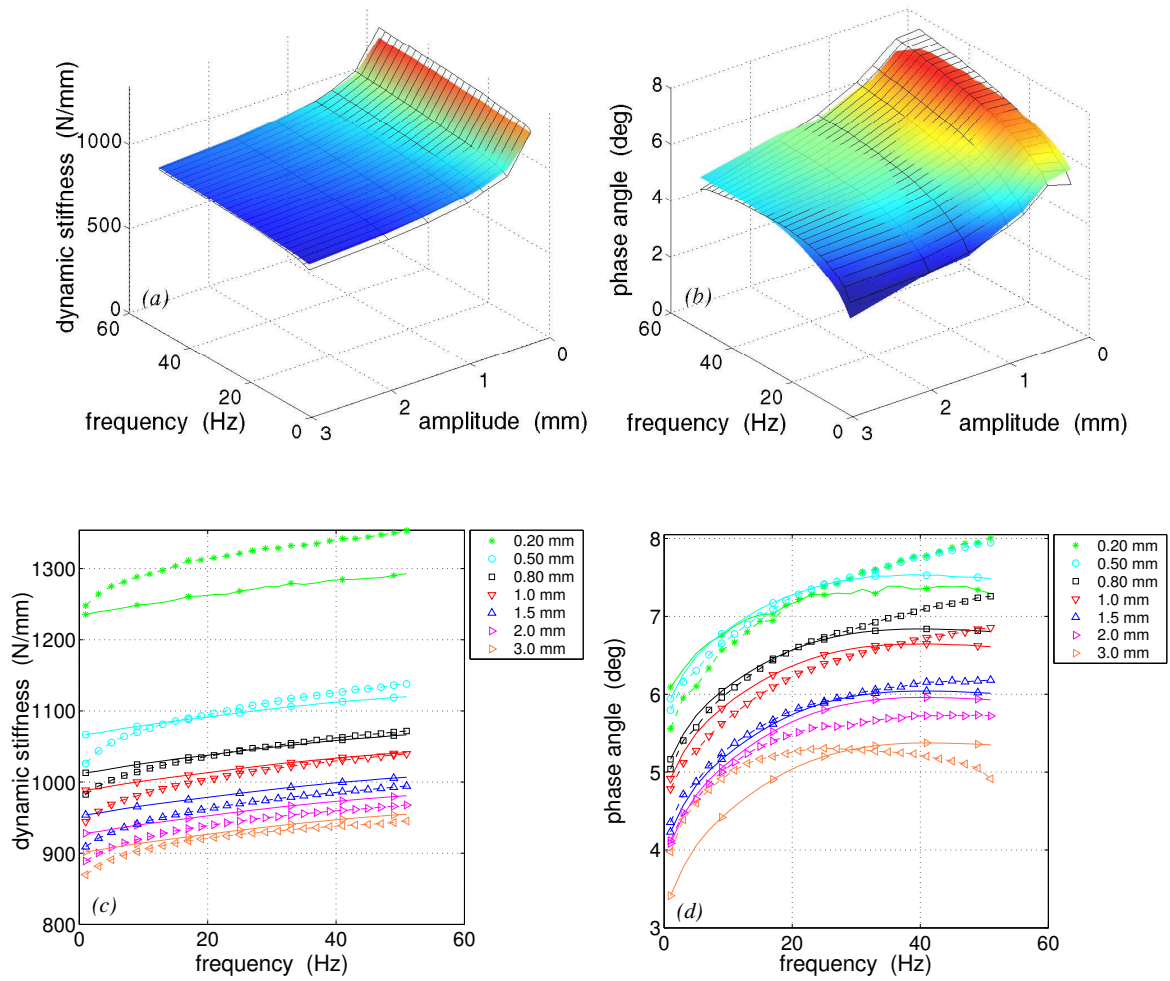 dynamic stiffness (N/mm)
1000
500
0
(a)
60
40
20
0
frequency (Hz)
3
2
1
0
amplitude (mm)
phase angle (deg)
8
6
4
2
0
(b)
60
40
20
0
frequency (Hz)
3
2
1
0
amplitude (mm)
dynamic stiffness (N/mm)
1300
1200
1100
1000
900
800
(c)
0
20
40
60
frequency (Hz)
0.20 mm
0.50 mm
0.80 mm
1.0 mm
1.5 mm
2.0 mm
3.0 mm
phase angle (deg)
8
7
6
5
4
3
(d)
0
20
40
60
frequency (Hz)
0.20 mm
0.50 mm
0.80 mm
1.0 mm
1.5 mm
2.0 mm
3.0 mm